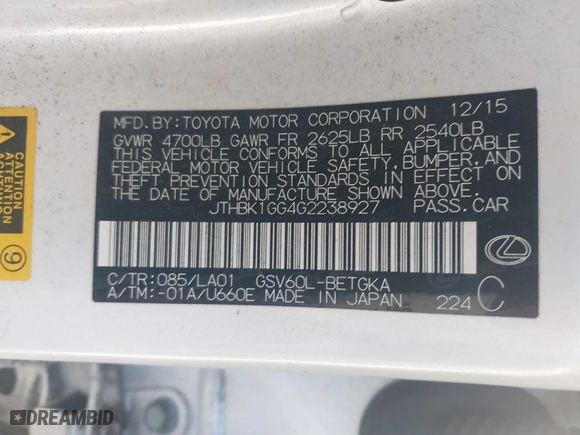 MFD. BY: TOYOTA MOTOR CORPORATION 12/15
GVWR 4700LB GAWR FR 2625LB RR 2540LB
THIS VEHICLE CONFORMS TO ALL APPLICABLE
FEDERAL MOTOR VEHICLE SAFETY, BUMPER, AND
THEFT PREVENTION STANDARDS IN EFFECT ON
THE DATE OF MANUFACTURE SHOWN ABOVE.
JTHBK1GG4G2238927 PASS.CAR
C/TR: 085/LA01 GSV60L-BETGKA
A/TM: -01A/U660E MADE IN JAPAN 224 C
9
DREAMBID